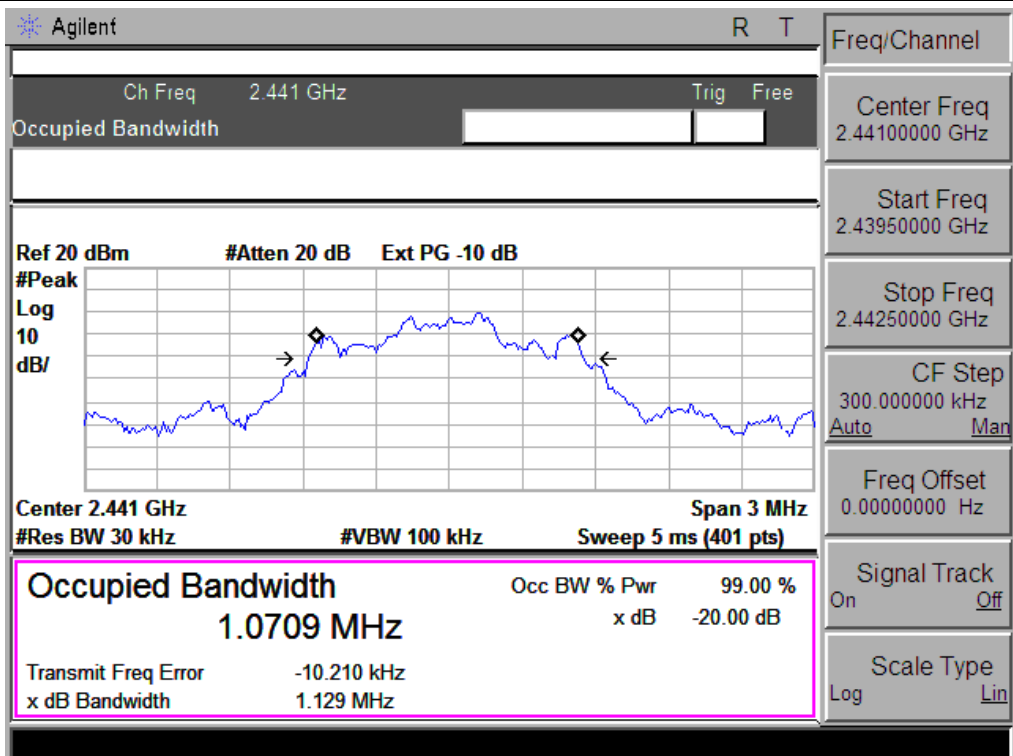 Agilent R T
Ch Freq 2.441 GHz Trig Free
Occupied Bandwidth
Ref 20 dBm #Atten 20 dB Ext PG -10 dB
#Peak
Log
10
dB/
Center 2.441 GHz Span 3 MHz
#Res BW 30 kHz #VBW 100 kHz Sweep 5 ms (401 pts)
Occupied Bandwidth Occ BW % Pwr 99.00 %
1.0709 MHz x dB -20.00 dB
Transmit Freq Error -10.210 kHz
x dB Bandwidth 1.129 MHz
Freq/Channel
Center Freq
2.44100000 GHz
Start Freq
2.43950000 GHz
Stop Freq
2.44250000 GHz
CF Step
300.000000 kHz
Auto Man
Freq Offset
0.00000000 Hz
Signal Track
On Off
Scale Type
Log Lin